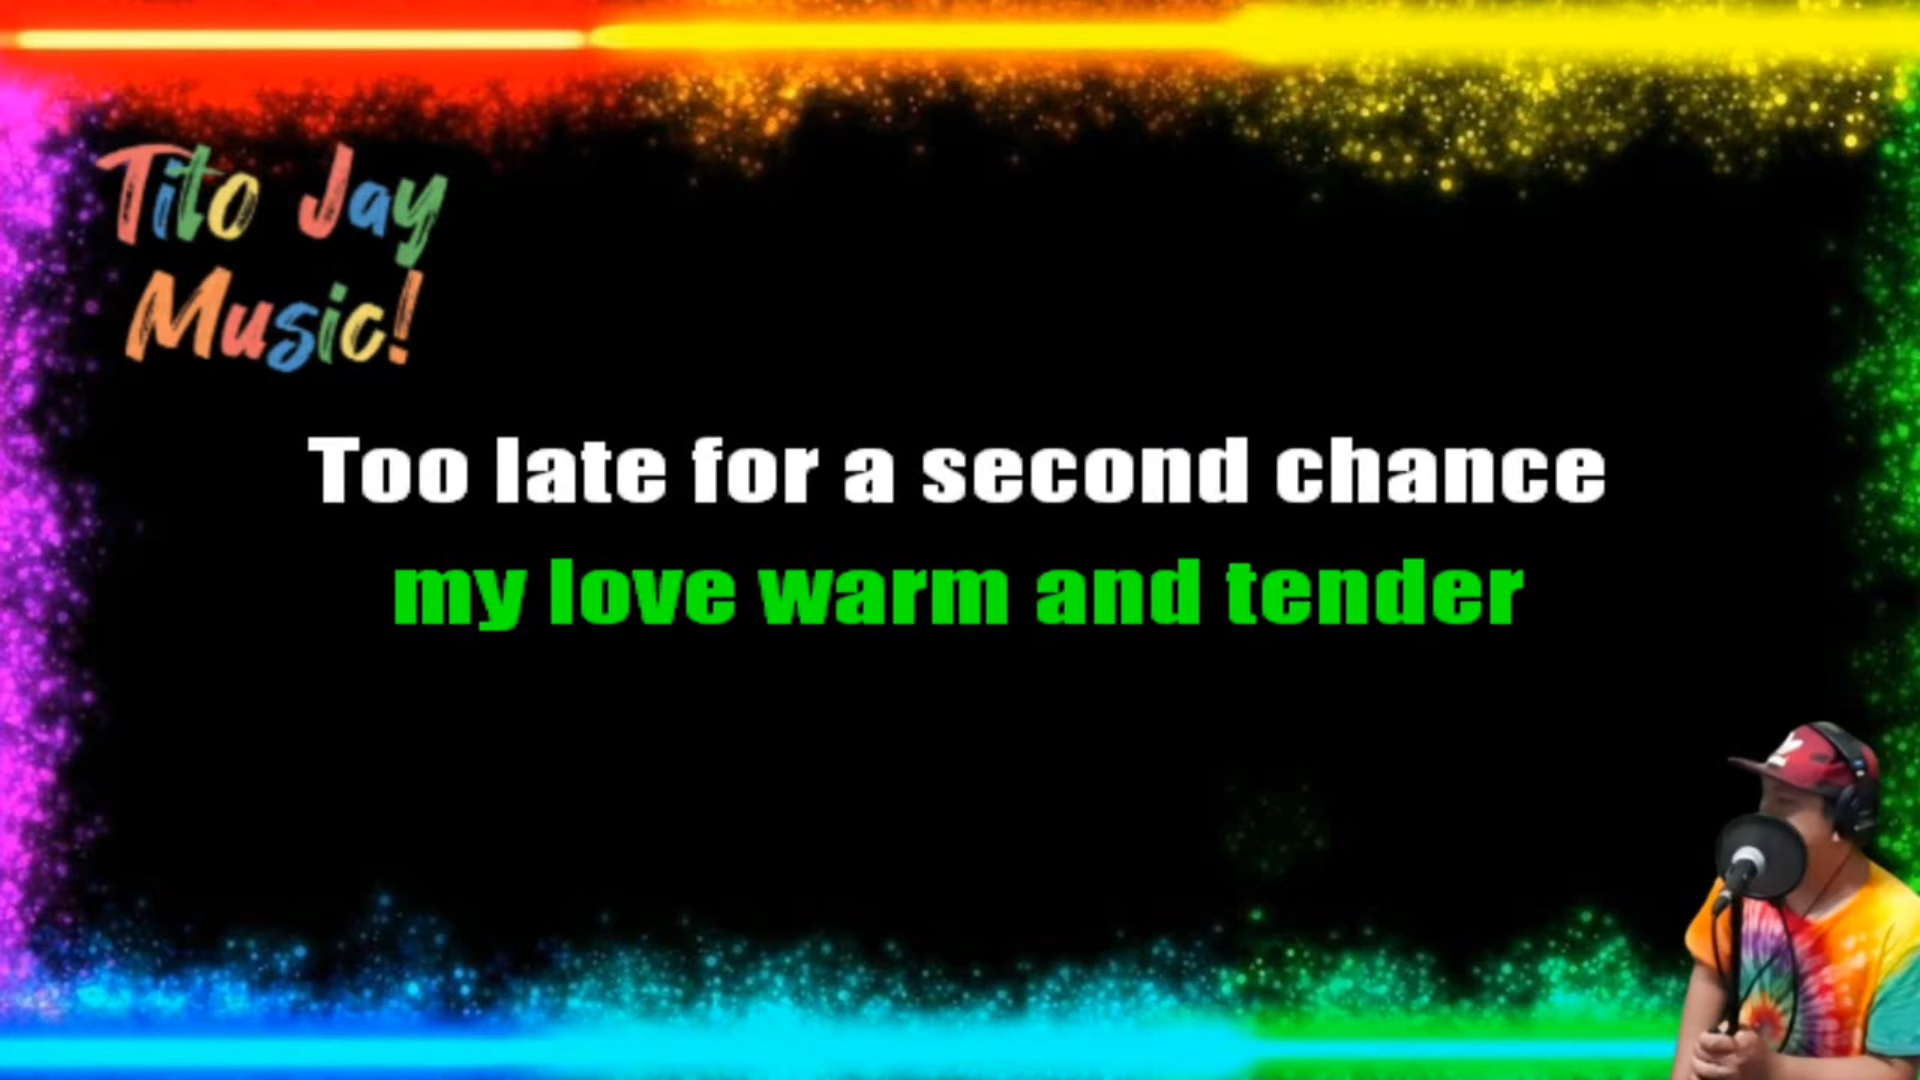 Tito Jay
Music!
Too late for a second chance
my love warm and tender